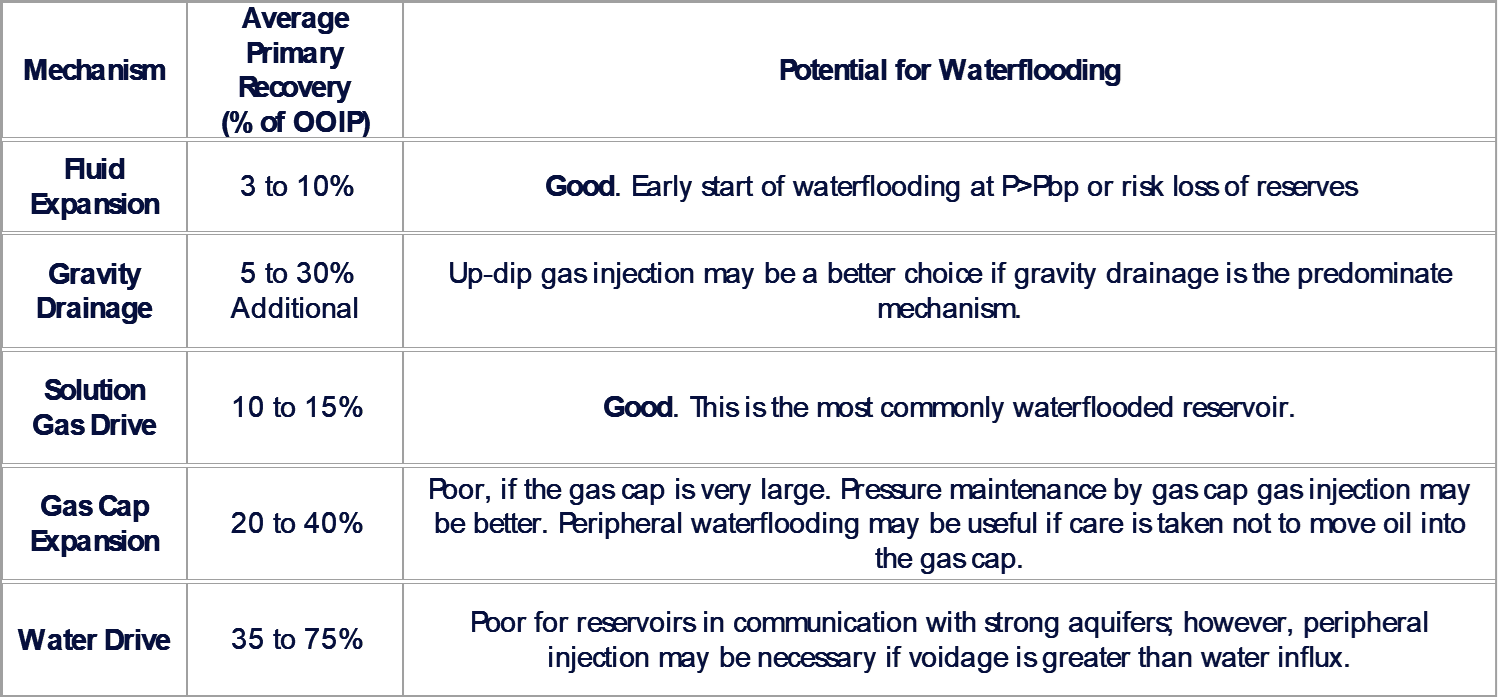 Mechanism
Average
Primary
Recovery
(% of OOIP)
Potential for Waterflooding
Fluid
Expansion
3 to 10%
Good. Early start of waterflooding at P>Pbp or risk loss of reserves
Gravity
Drainage
5 to 30%
Additional
Up-dip gas injection may be a better choice if gravity drainage is the predominate
mechanism.
Solution
Gas Drive
10 to 15%
Good. This is the most commonly waterflooded reservoir.
Gas Cap
Expansion
20 to 40%
Poor, if the gas cap is very large. Pressure maintenance by gas cap gas injection may
be better. Peripheral waterflooding may be useful if care is taken not to move oil into
the gas cap.
Water Drive
35 to 75%
Poor for reservoirs in communication with strong aquifers; however, peripheral
injection may be necessary if voidage is greater than water influx.